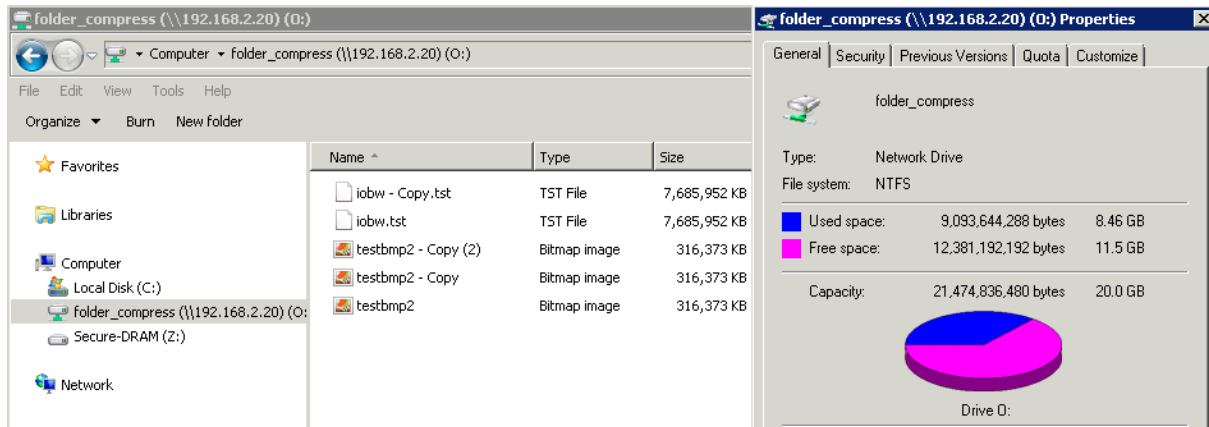 folder_compress (\\192.168.2.20) (O:)
Computer folder_compress (\\192.168.2.20) (O:)
File Edit View Tools Help
Organize Burn New folder
Favorites
Libraries
Computer
Local Disk (C:)
folder_compress (\\192.168.2.20) (O:
Secure-DRAM (Z:)
Network
Name Type Size
iobw - Copy.tst TST File 7,685,952 KB
iobw.tst TST File 7,685,952 KB
testbmp2 - Copy (2) Bitmap image 316,373 KB
testbmp2 - Copy Bitmap image 316,373 KB
testbmp2 Bitmap image 316,373 KB
folder_compress (\\192.168.2.20) (O:) Properties
General Security Previous Versions Quota Customize
folder_compress
Type: Network Drive
File system: NTFS
Used space: 9,093,644,288 bytes 8.46 GB
Free space: 12,381,192,192 bytes 11.5 GB
Capacity: 21,474,836,480 bytes 20.0 GB
Drive O: